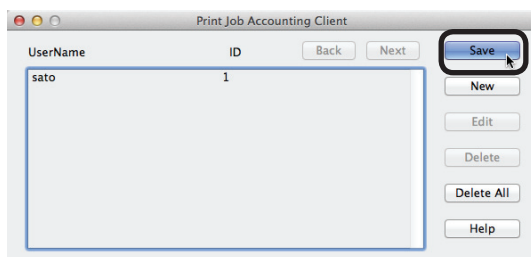 Print Job Accounting Client
UserName ID Back Next Save
sato 1
New
Edit
Delete
Delete All
Help